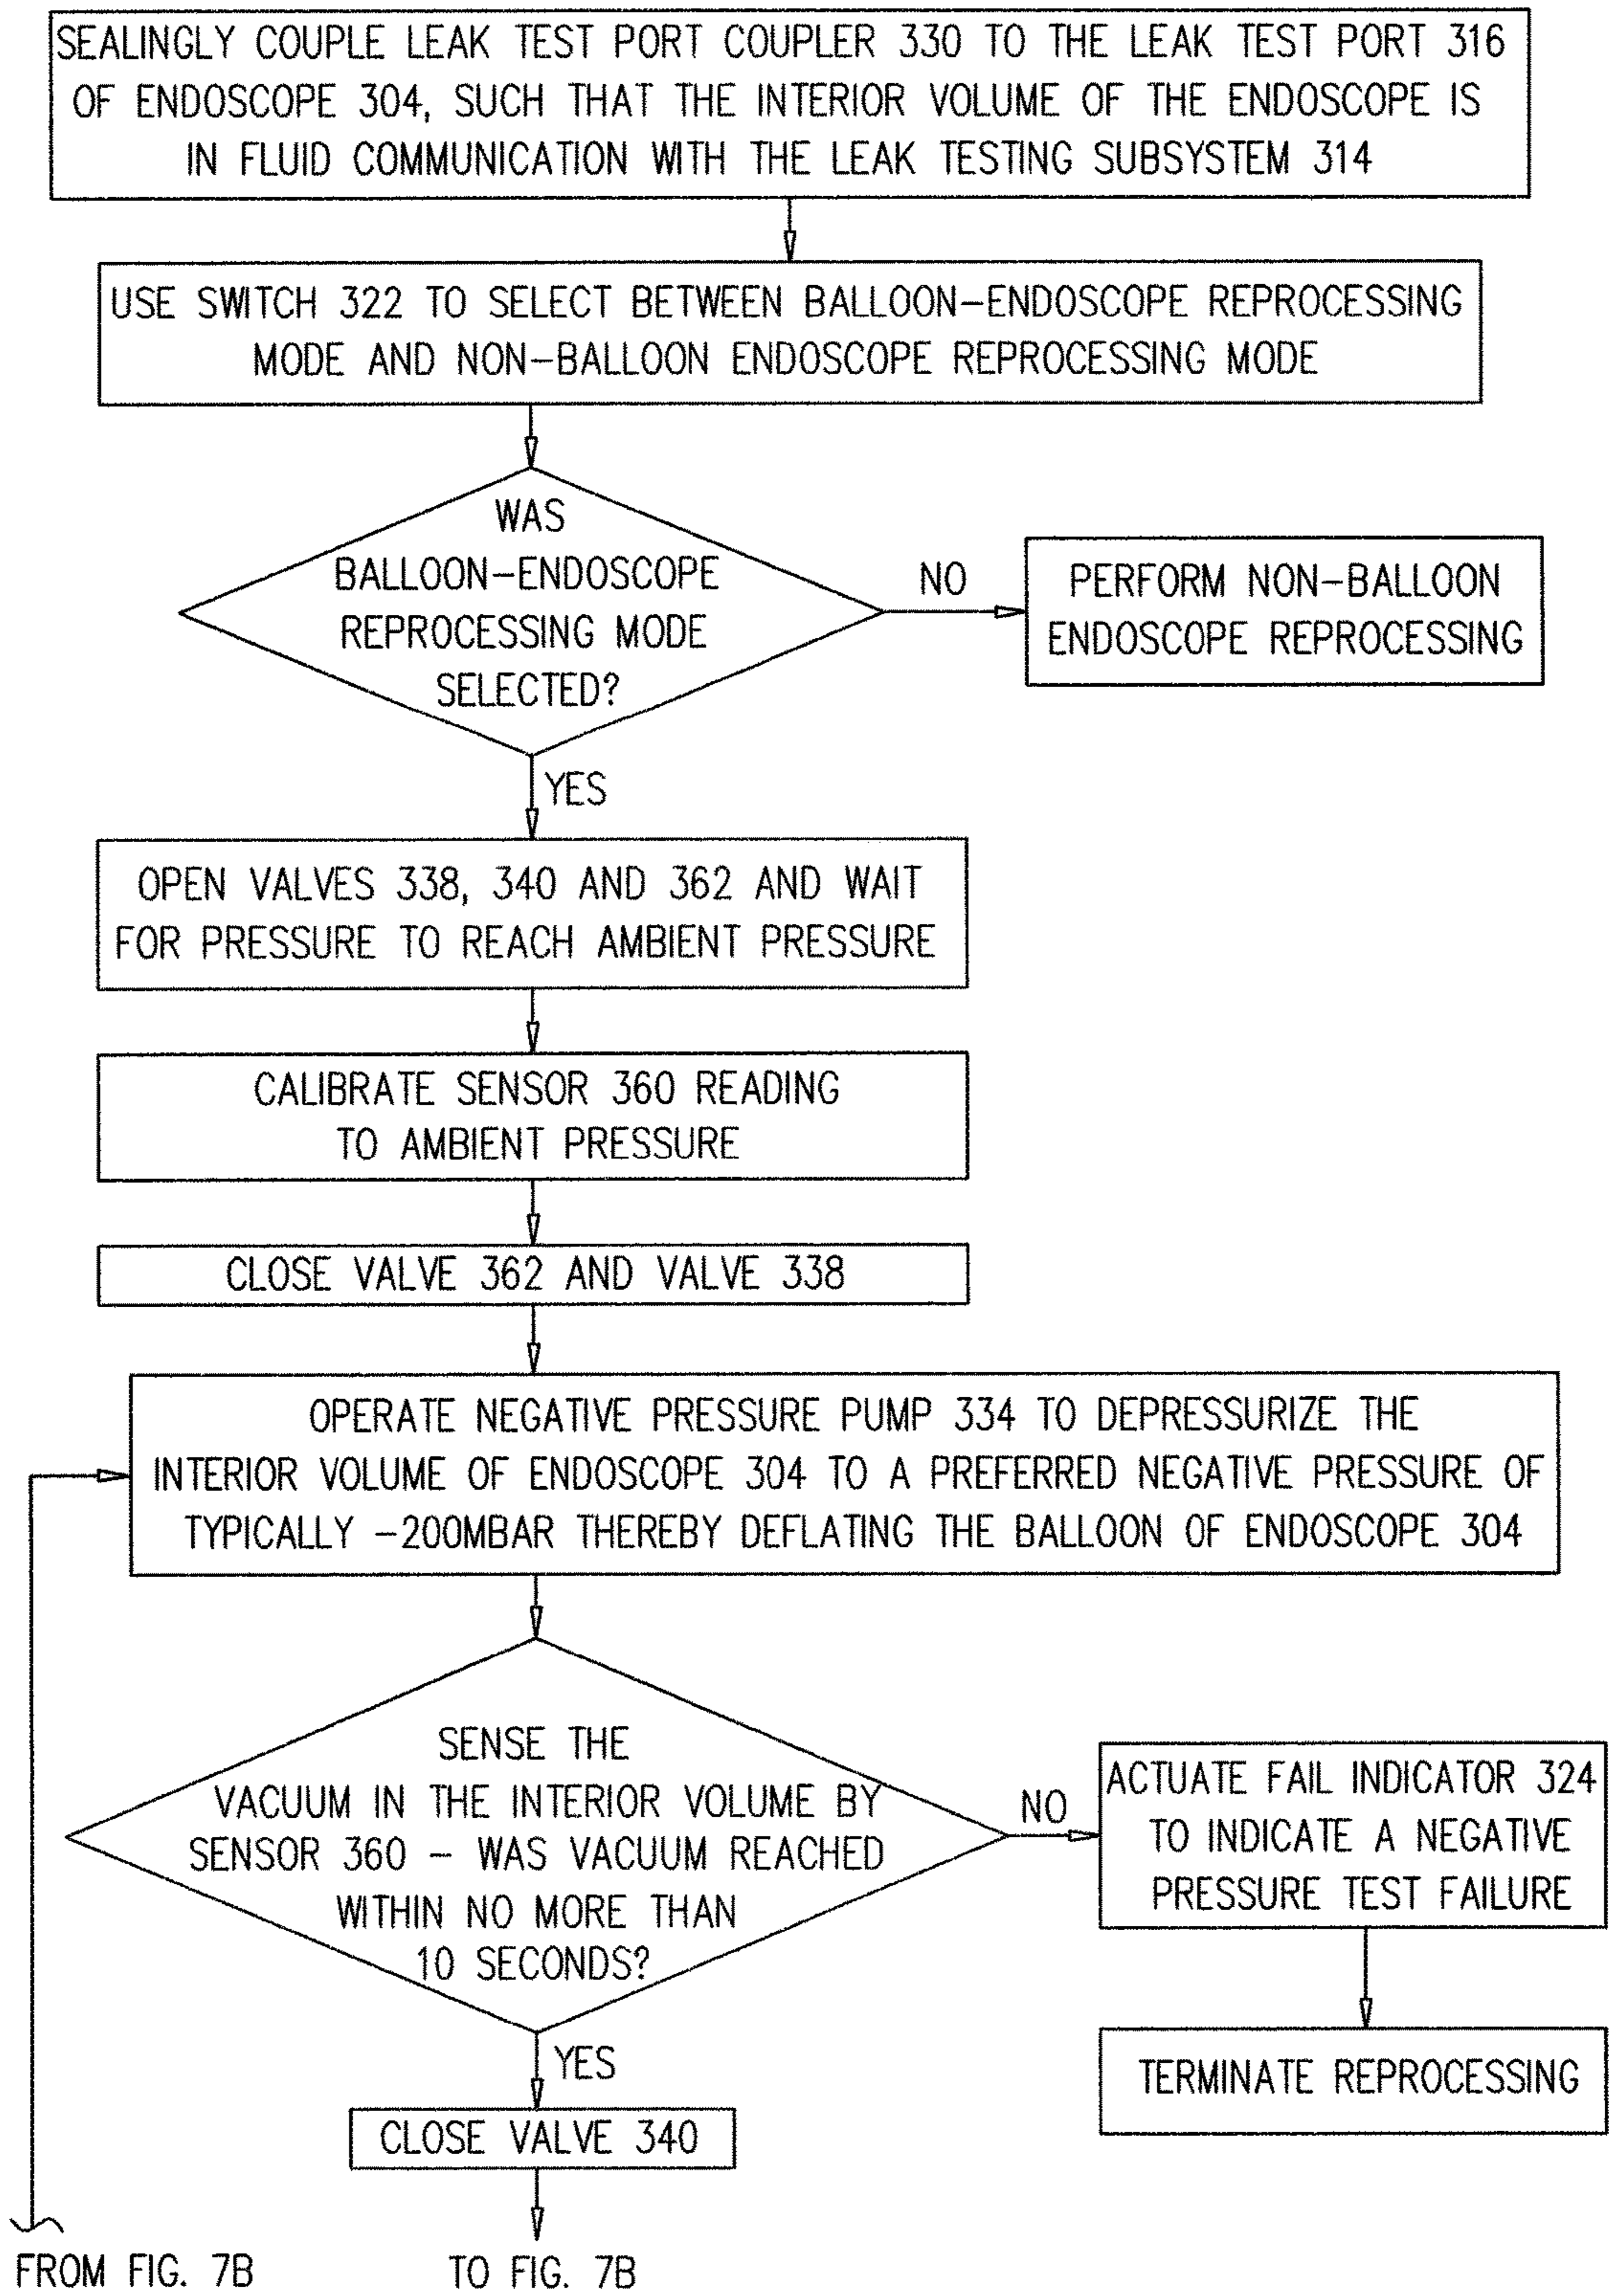 SEALINGLY COUPLE LEAK TEST PORT COUPLER 330 TO THE LEAK TEST PORT 316
OF ENDOSCOPE 304, SUCH THAT THE INTERIOR VOLUME OF THE ENDOSCOPE IS
IN FLUID COMMUNICATION WITH THE LEAK TESTING SUBSYSTEM 314
USE SWITCH 322 TO SELECT BETWEEN BALLOON-ENDOSCOPE REPROCESSING
MODE AND NON-BALLOON ENDOSCOPE REPROCESSING MODE
WAS
BALLOON-ENDOSCOPE
REPROCESSING MODE
SELECTED?
NO
PERFORM NON-BALLOON
ENDOSCOPE REPROCESSING
YES
OPEN VALVES 338, 340 AND 362 AND WAIT
FOR PRESSURE TO REACH AMBIENT PRESSURE
CALIBRATE SENSOR 360 READING
TO AMBIENT PRESSURE
CLOSE VALVE 362 AND VALVE 338
OPERATE NEGATIVE PRESSURE PUMP 334 TO DEPRESSURIZE THE
INTERIOR VOLUME OF ENDOSCOPE 304 TO A PREFERRED NEGATIVE PRESSURE OF
TYPICALLY -200MBAR THEREBY DEFLATING THE BALLOON OF ENDOSCOPE 304
SENSE THE
VACUUM IN THE INTERIOR VOLUME BY
SENSOR 360 - WAS VACUUM REACHED
WITHIN NO MORE THAN
10 SECONDS?
NO
ACTUATE FAIL INDICATOR 324
TO INDICATE A NEGATIVE
PRESSURE TEST FAILURE
TERMINATE REPROCESSING
YES
CLOSE VALVE 340
FROM FIG. 7B
TO FIG. 7B